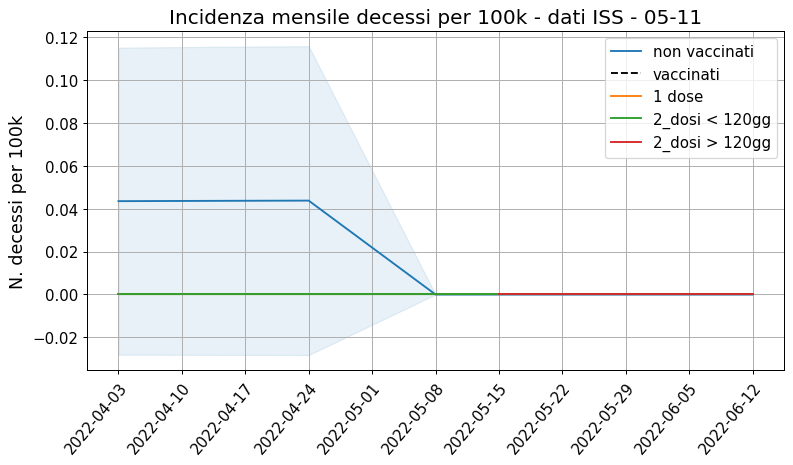 Incidenza mensile decessi per 100k - dati ISS - 05-11
N. decessi per 100k
0.12
0.10
0.08
0.06
0.04
0.02
0.00
−0.02
non vaccinati
vaccinati
1 dose
2_dosi < 120gg
2_dosi > 120gg
2022-04-03
2022-04-10
2022-04-17
2022-04-24
2022-05-01
2022-05-08
2022-05-15
2022-05-22
2022-05-29
2022-06-05
2022-06-12